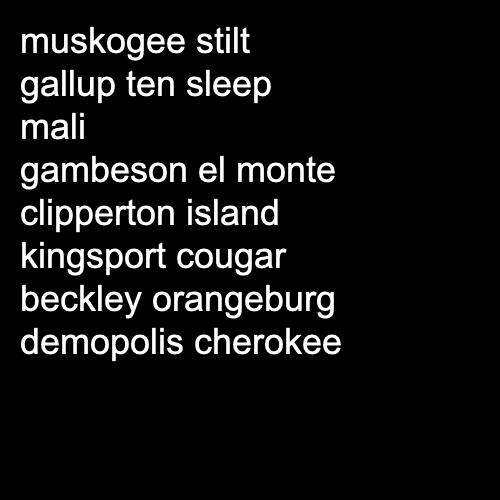 muskogee stilt
gallup ten sleep
mali
gambeson el monte
clipperton island
kingsport cougar
beckley orangeburg
demopolis cherokee